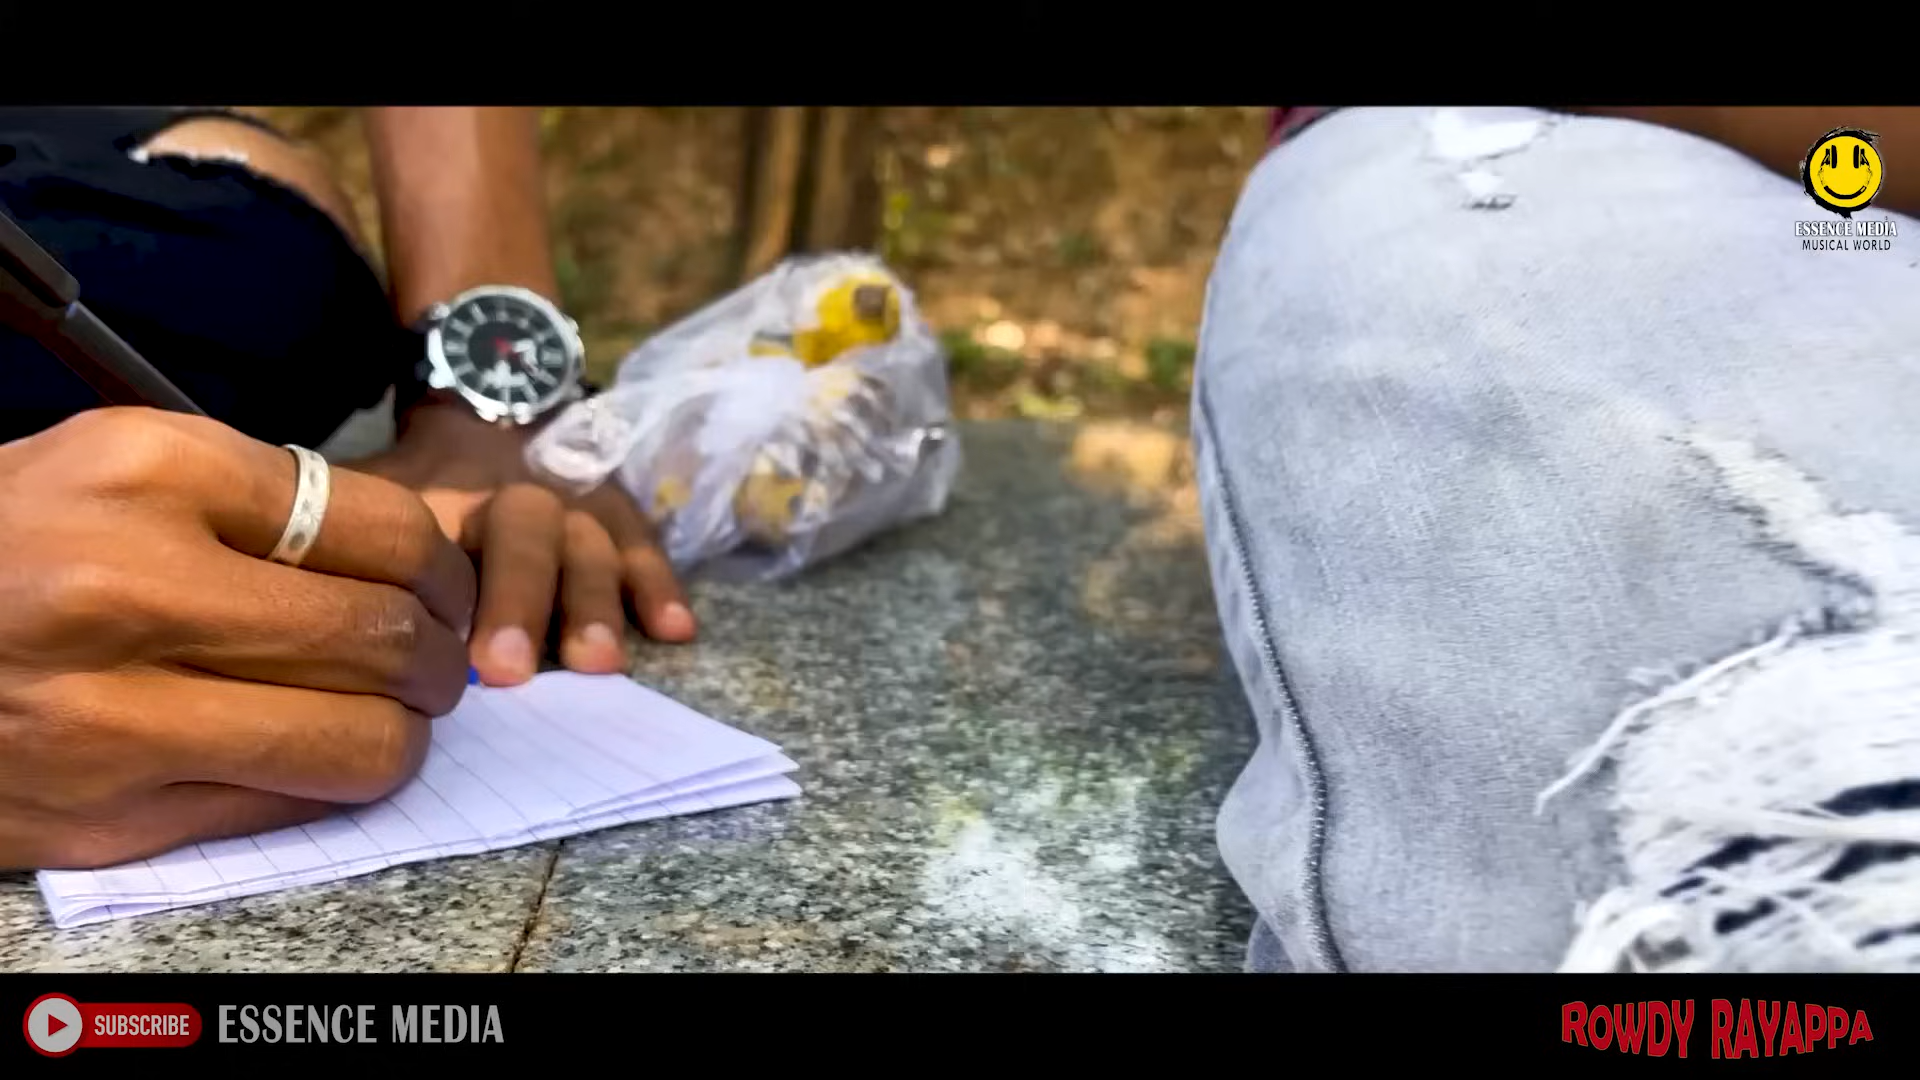 ESSENCE MEDIA
MUSICAL WORLD
SUBSCRIBE
ESSENCE MEDIA
ROWDY RAYAPPA